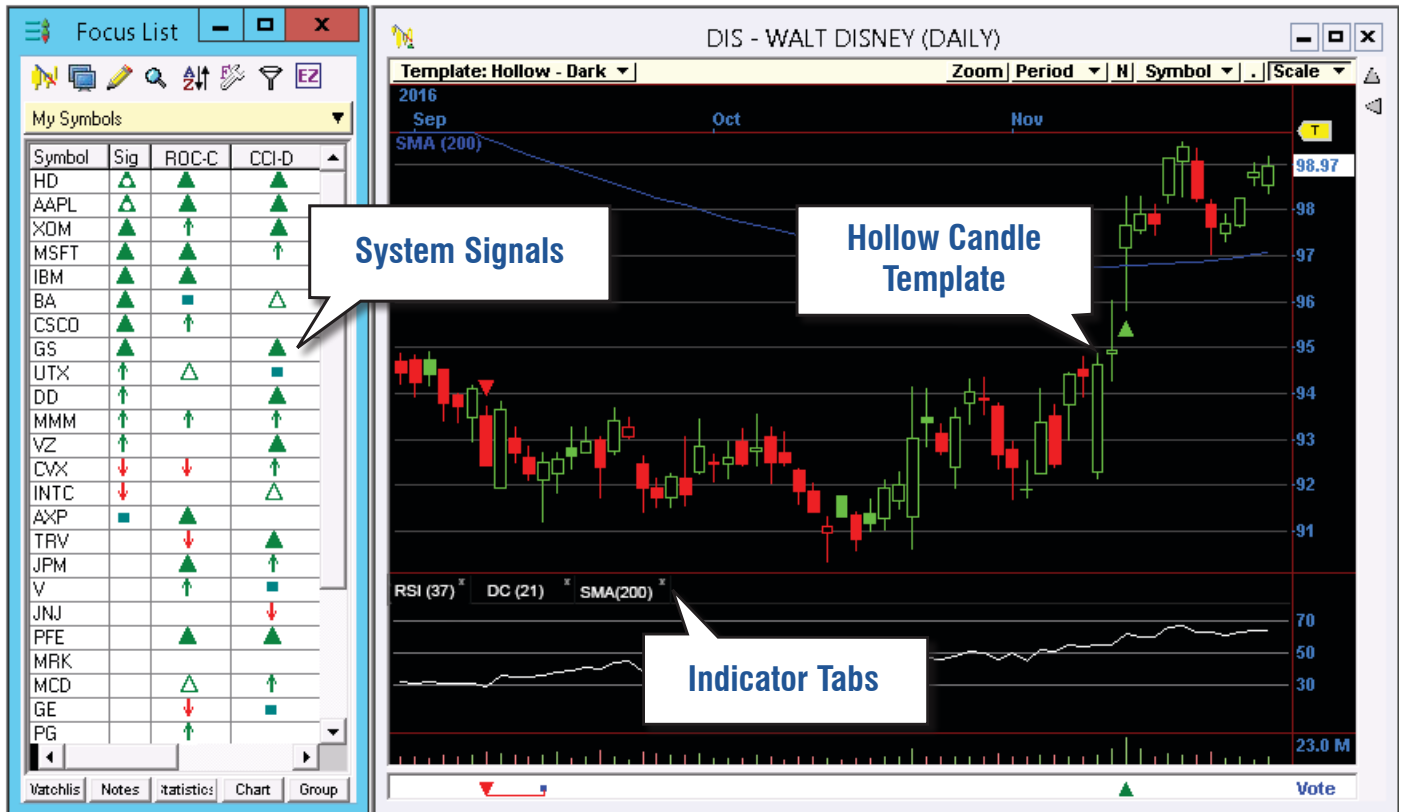 Focus List
EZ
My Symbols
Symbol Sig ROC-C CCI-D
HD
AAPL
XOM
MSFT
IBM
BA
CSCO
GS
UTX
DD
MMM
VZ
CVX
INTC
AXP
TRV
JPM
V
JNJ
PFE
MRK
MCD
GE
PG
Watchlis Notes Statistics Chart Group
System Signals
DIS - WALT DISNEY (DAILY)
Template: Hollow - Dark Zoom Period N Symbol . Scale
2016
Sep Oct Nov
T
SMA (200)
98.97
98
97
96
95
94
93
92
91
Hollow Candle
Template
RSI (37) x DC (21) x SMA(200) x
70
50
30
Indicator Tabs
23.0 M
Vote